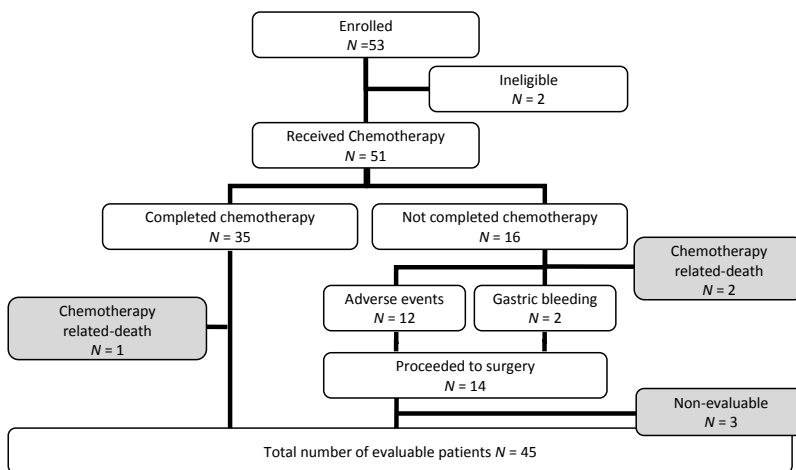 Enrolled
N =53
Ineligible
N = 2
Received Chemotherapy
N = 51
Completed chemotherapy
N = 35
Not completed chemotherapy
N = 16
Chemotherapy
related-death
N = 2
Adverse events
N = 12
Gastric bleeding
N = 2
Chemotherapy
related-death
N = 1
Proceeded to surgery
N = 14
Non-evaluable
N = 3
Total number of evaluable patients N = 45